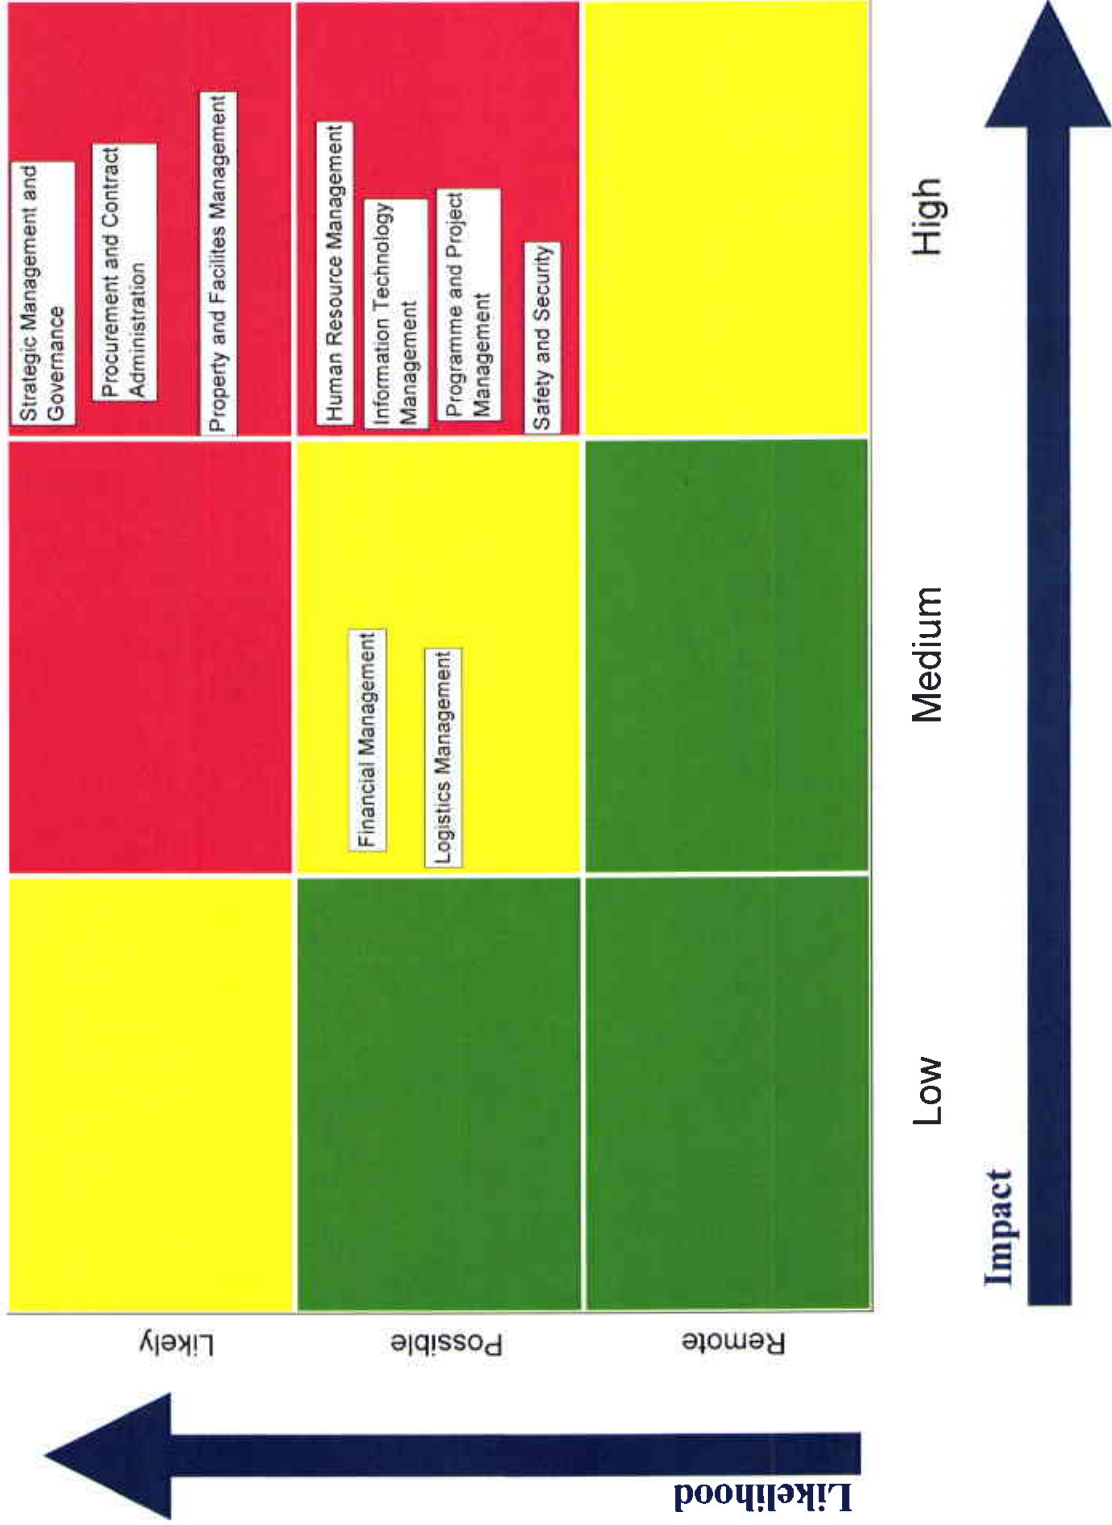 Likelihood
Likely
Strategic Management and
Governance
Procurement and Contract
Administration
Property and Facilites Management
Possible
Financial Management
Logistics Management
Human Resource Management
Information Technology
Management
Programme and Project
Management
Safety and Security
Remote
Low
Medium
High
Impact